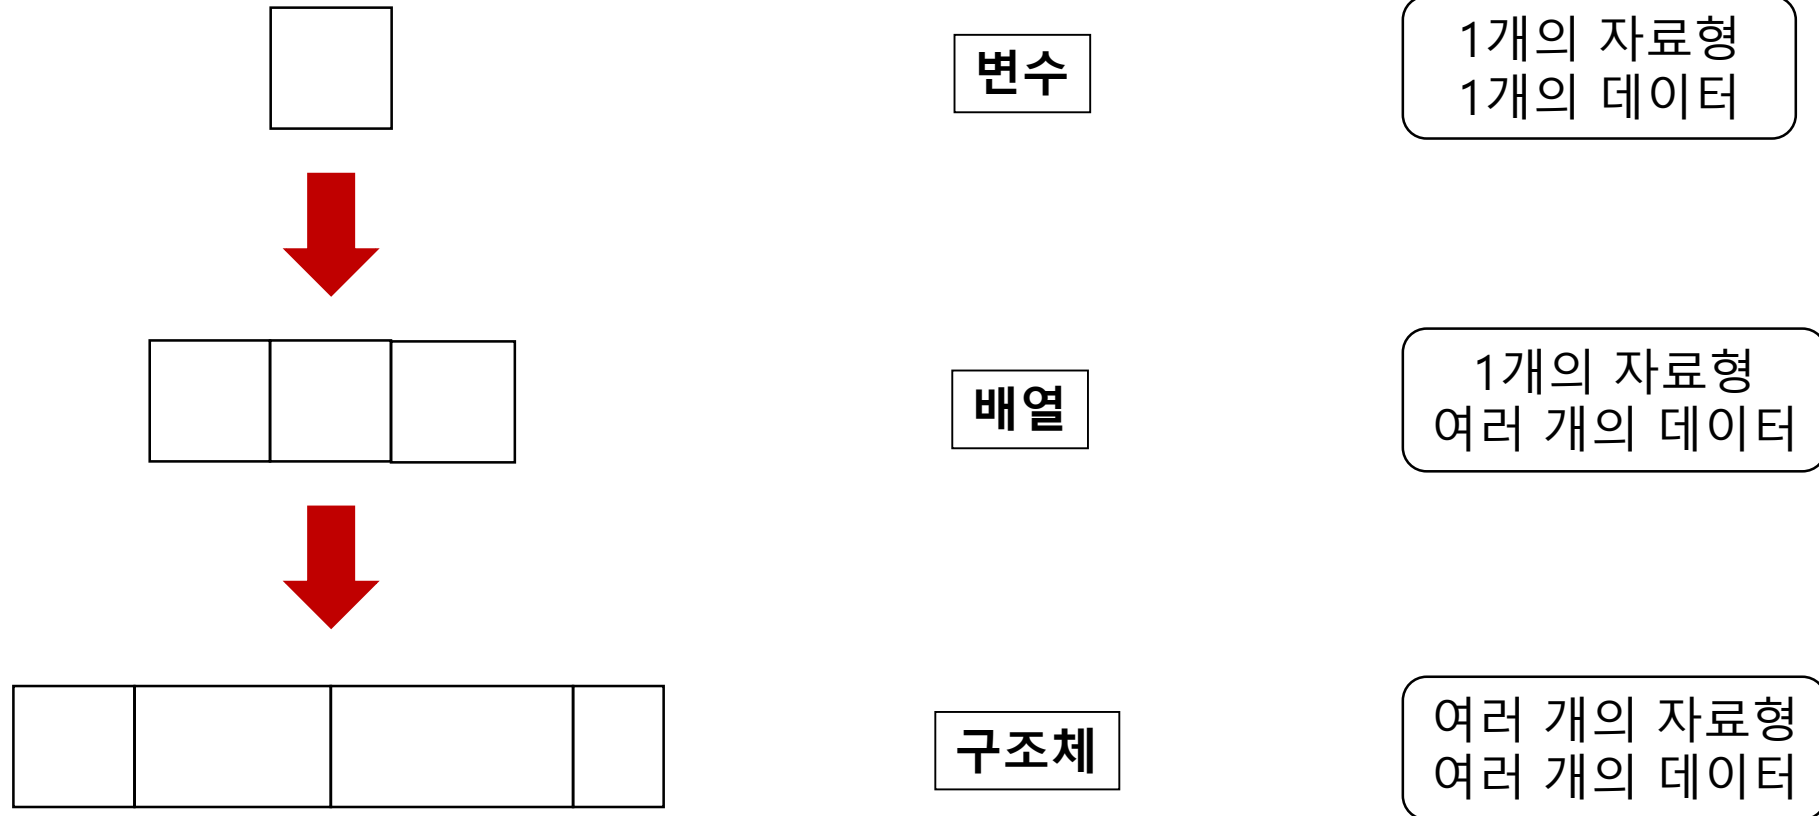 변수
1개의 자료형
1개의 데이터
배열
1개의 자료형
여러 개의 데이터
구조체
여러 개의 자료형
여러 개의 데이터